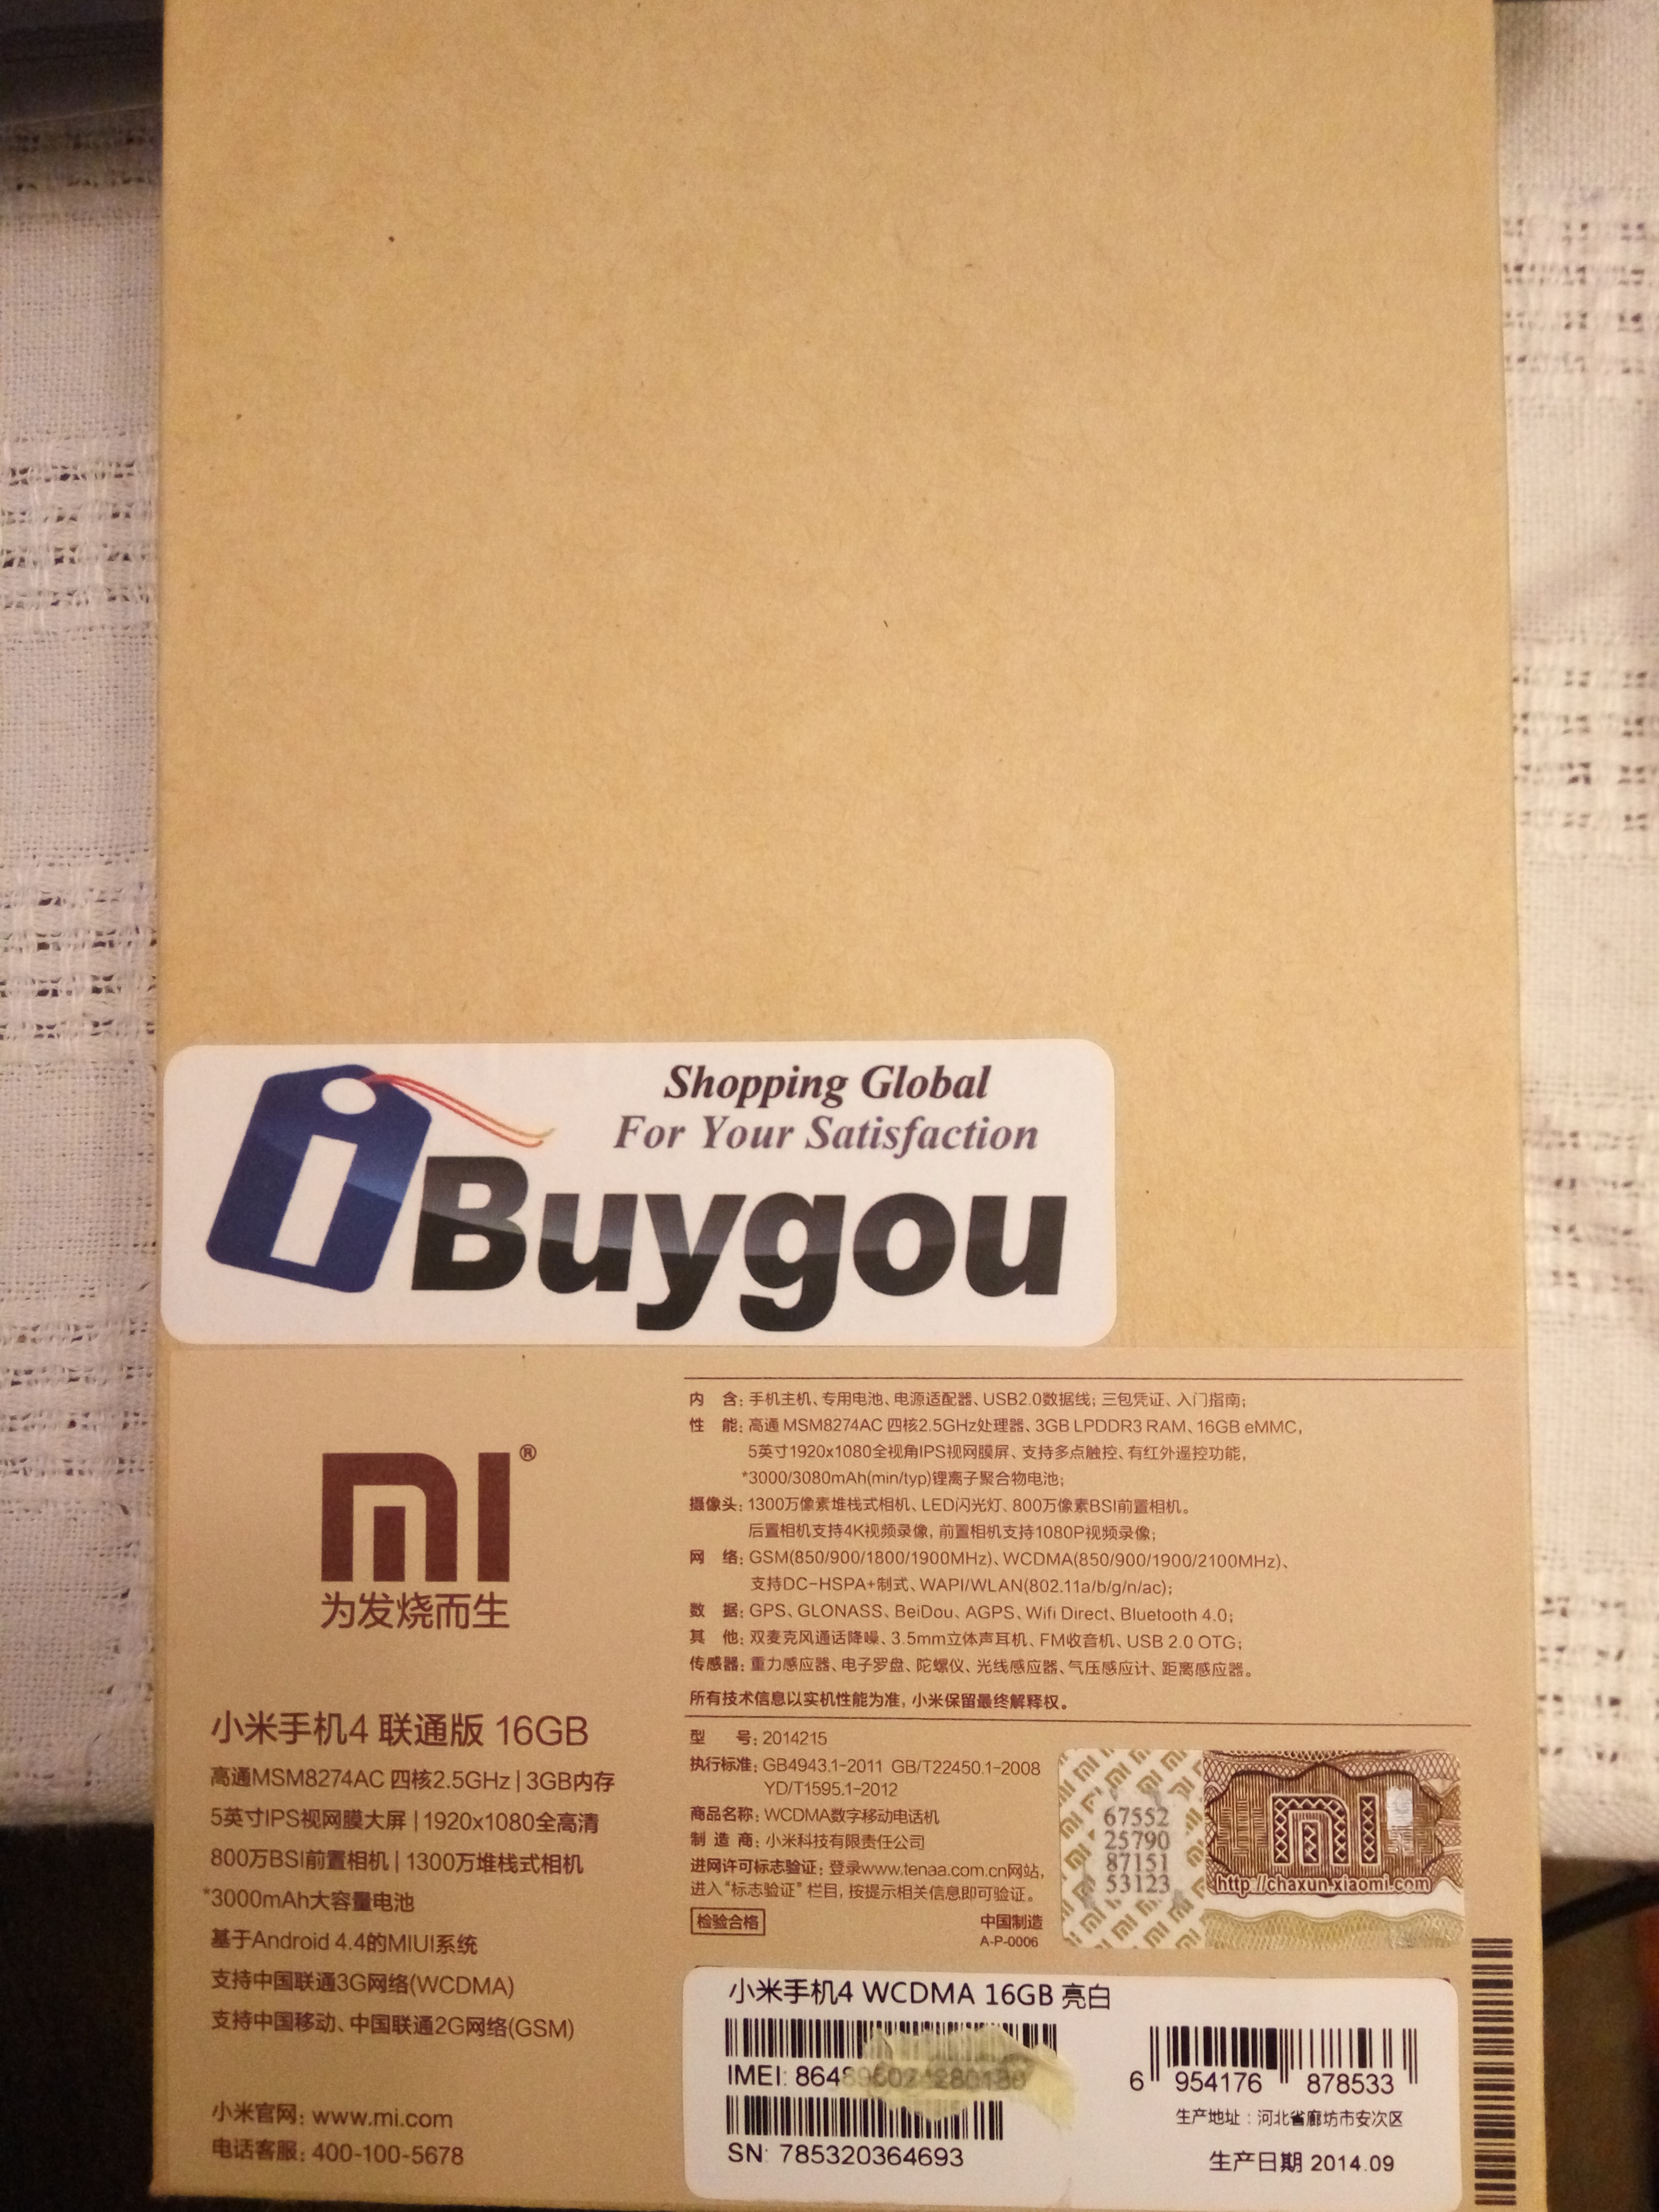 Shopping Global
For Your Satisfaction
iBuygou
mi®
为发烧而生
小米手机4 联通版 16GB
高通MSM8274AC 四核2.5GHz | 3GB内存
5英寸IPS视网膜大屏 | 1920x1080全高清
800万BSI前置相机 | 1300万堆栈式相机
*3000mAh大容量电池
基于Android 4.4的MIUI系统
支持中国联通3G网络(WCDMA)
支持中国移动、中国联通2G网络(GSM)
小米官网: www.mi.com
电话客服: 400-100-5678
内 含: 手机主机、专用电池、电源适配器、USB2.0数据线; 三包凭证、入门指南;
性 能: 高通 MSM8274AC 四核2.5GHz处理器、3GB LPDDR3 RAM、16GB eMMC,
5英寸1920x1080全视角IPS视网膜屏、支持多点触控、有红外遥控功能,
*3000/3080mAh(min/typ)锂离子聚合物电池;
摄像头: 1300万像素堆栈式相机、LED闪光灯、800万像素BSI前置相机。
后置相机支持4K视频录像, 前置相机支持1080P视频录像;
网 络: GSM(850/900/1800/1900MHz)、WCDMA(850/900/1900/2100MHz)、
支持DC-HSPA+制式、WAPI/WLAN(802.11a/b/g/n/ac);
数 据: GPS、GLONASS、BeiDou、AGPS、Wifi Direct、Bluetooth 4.0;
其 他: 双麦克风通话降噪、3.5mm立体声耳机、FM收音机、USB 2.0 OTG;
传感器: 重力感应器、电子罗盘、陀螺仪、光线感应器、气压感应计、距离感应器。
所有技术信息以实机性能为准, 小米保留最终解释权。
型 号: 2014215
执行标准: GB4943.1-2011 GB/T22450.1-2008
YD/T1595.1-2012
商品名称: WCDMA数字移动电话机
制 造 商: 小米科技有限责任公司
进网许可标志验证: 登录www.tenaa.com.cn网站,
进入“标志验证”栏目, 按提示相关信息即可验证。
检验合格
中国制造
A-P-0006
67552
25790
87151
53123
mi
http://chaxun.xiaomi.com
小米手机4 WCDMA 16GB 亮白
IMEI:
SN: 785320364693
6 954176 878533
生产地址: 河北省廊坊市安次区
生产日期 2014.09